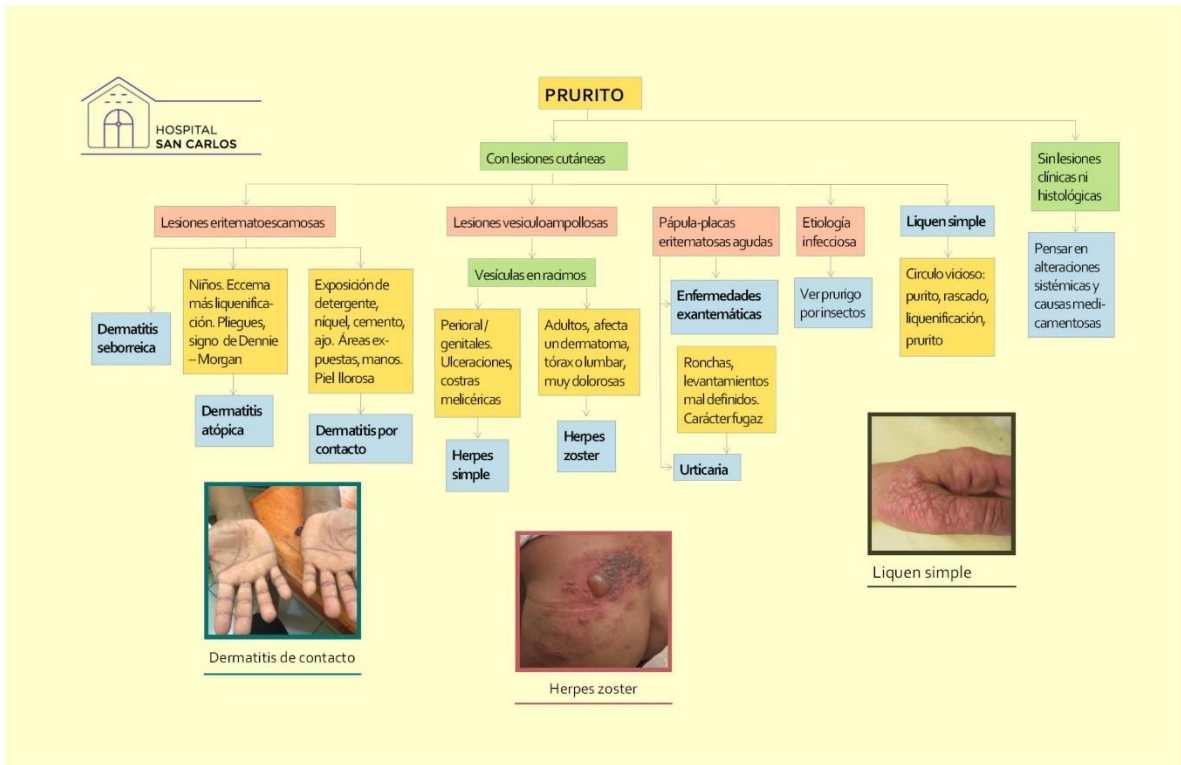 HOSPITAL
SAN CARLOS
PRURITO
Con lesiones cutáneas
Sin lesiones
clínicas ni
histológicas
Lesiones eritematoescamosas
Lesiones vesiculoampollosas
Pápula-placas
eritematosas agudas
Etiología
infecciosa
Liquen simple
Pensar en
alteraciones
sistémicas y
causas medi-
camentosas
Vesículas en racimos
Dermatitis
seborreica
Niños. Eccema
más liquenifica-
ción. Pliegues,
signo de Dennie
– Morgan
Exposición de
detergente,
níquel, cemento,
ajo. Áreas ex-
puestas, manos.
Piel llorosa
Perioral /
genitales.
Ulceraciones,
costras
melicéricas
Adultos, afecta
un dermatoma,
tórax o lumbar,
muy dolorosas
Enfermedades
exantemáticas
Ver prurigo
por insectos
Circulo vicioso:
purito, rascado,
liquenificación,
prurito
Ronchas,
levantamientos
mal definidos.
Carácter fugaz
Dermatitis
atópica
Dermatitis por
contacto
Herpes
simple
Herpes
zoster
Urticaria
Dermatitis de contacto
Herpes zoster
Liquen simple